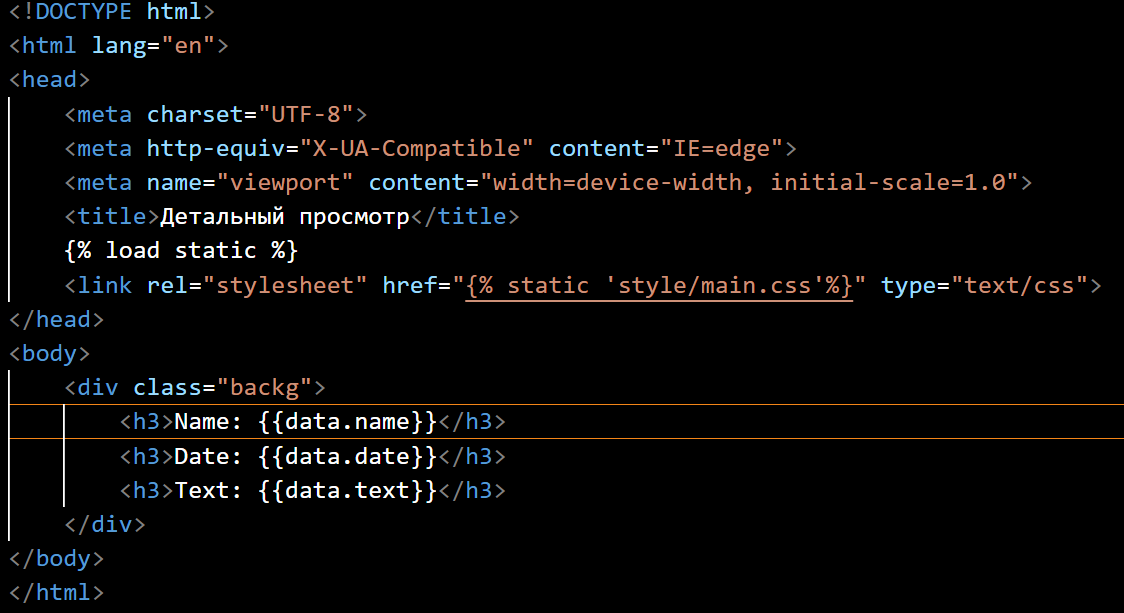 <!DOCTYPE html>
<html lang="en">
<head>
    <meta charset="UTF-8">
    <meta http-equiv="X-UA-Compatible" content="IE=edge">
    <meta name="viewport" content="width=device-width, initial-scale=1.0">
    <title>Детальный просмотр</title>
    {% load static %}
    <link rel="stylesheet" href="{% static 'style/main.css'%}" type="text/css">
</head>
<body>
    <div class="backg">
        <h3>Name: {{data.name}}</h3>
        <h3>Date: {{data.date}}</h3>
        <h3>Text: {{data.text}}</h3>
    </div>
</body>
</html>